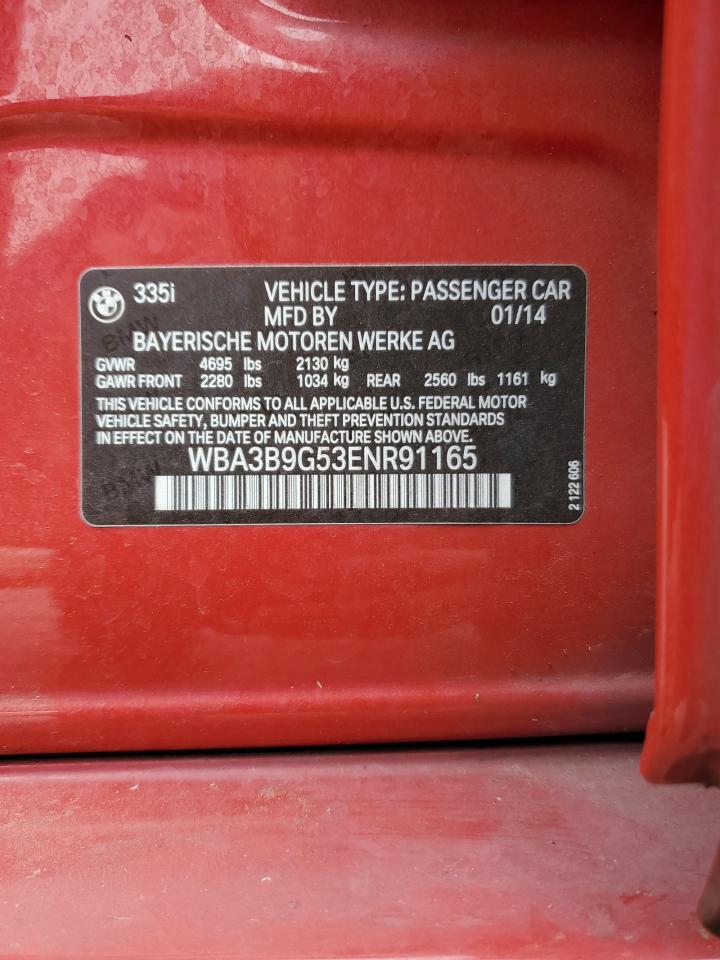 335i VEHICLE TYPE: PASSENGER CAR
MFD BY 01/14
BAYERISCHE MOTOREN WERKE AG
GVWR 4695 lbs 2130 kg
GAWR FRONT 2280 lbs 1034 kg REAR 2560 lbs 1161 kg
THIS VEHICLE CONFORMS TO ALL APPLICABLE U.S. FEDERAL MOTOR
VEHICLE SAFETY, BUMPER AND THEFT PREVENTION STANDARDS
IN EFFECT ON THE DATE OF MANUFACTURE SHOWN ABOVE.
WBA3B9G53ENR91165
2 122 606
BMW
BMW